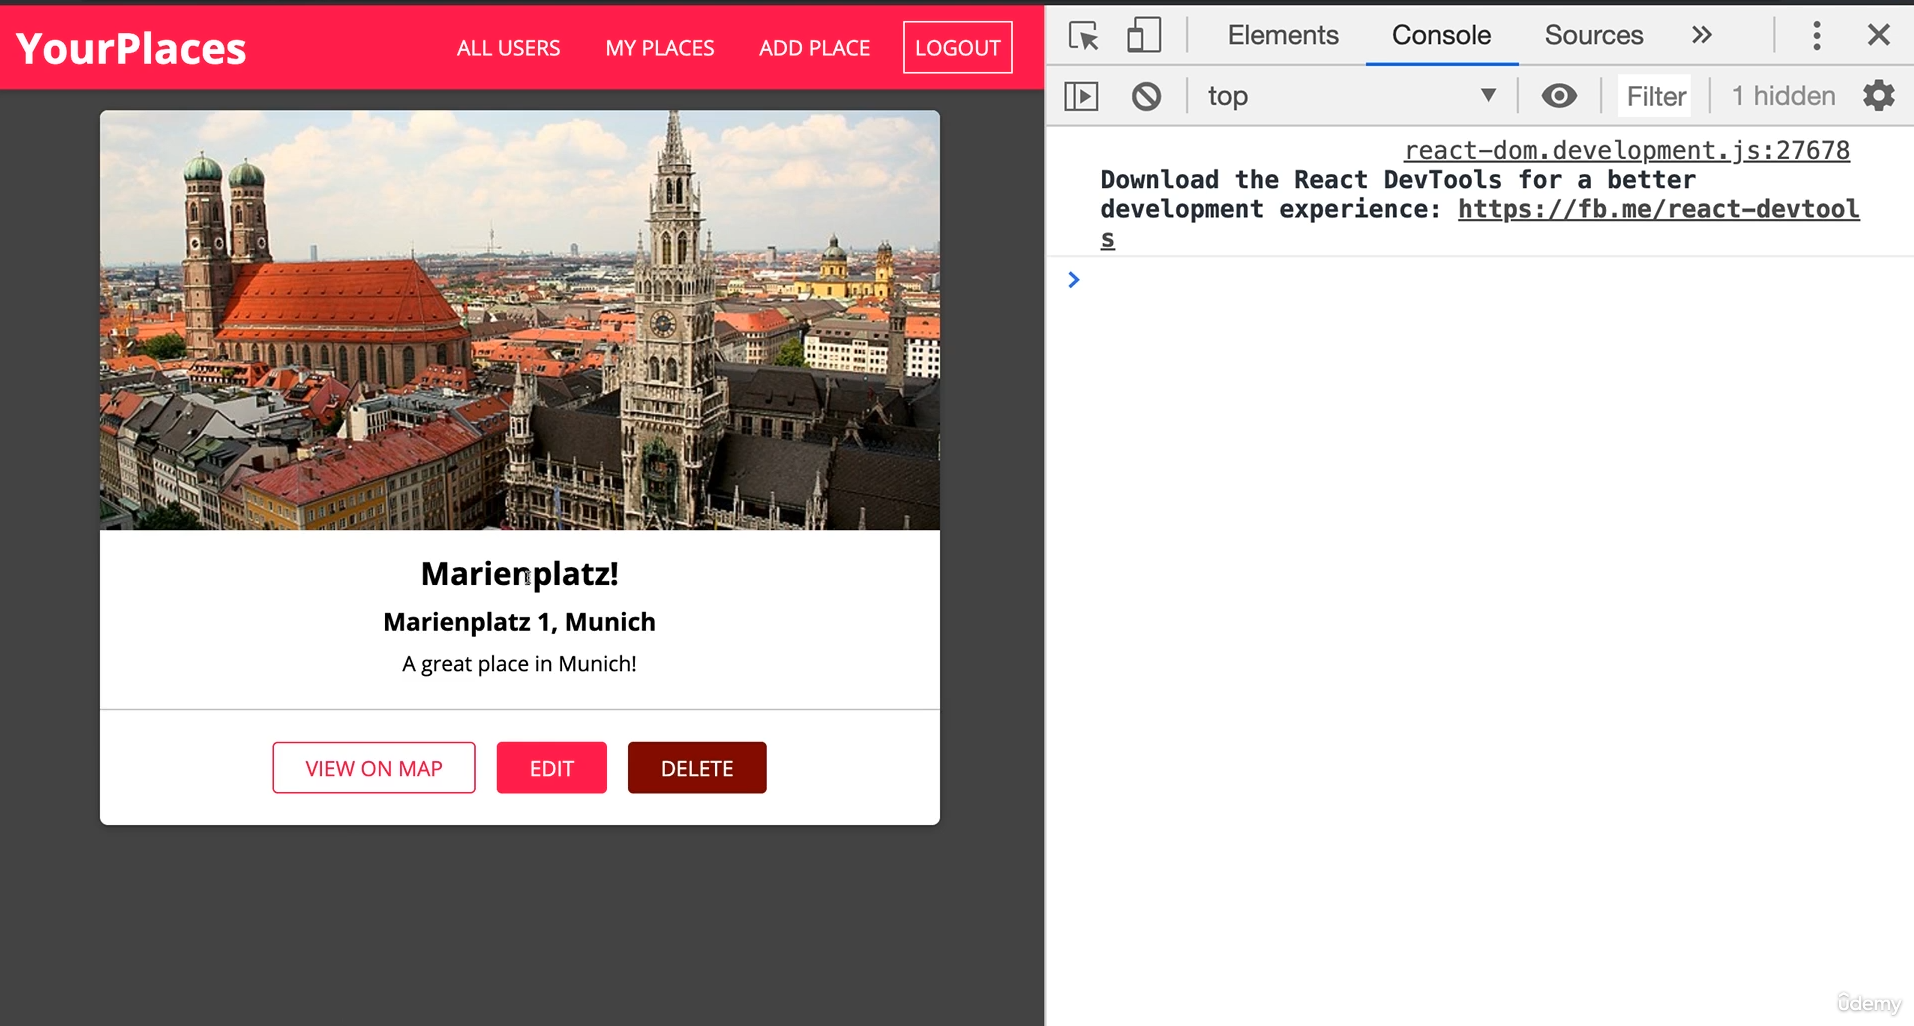 YourPlaces
ALL USERS
MY PLACES
ADD PLACE
LOGOUT
Marienplatz!
Marienplatz 1, Munich
A great place in Munich!
VIEW ON MAP
EDIT
DELETE
Elements
Console
Sources
top
Filter
1 hidden
react-dom.development.js:27678
Download the React DevTools for a better
development experience: https://fb.me/react-devtool
s
ûdemy